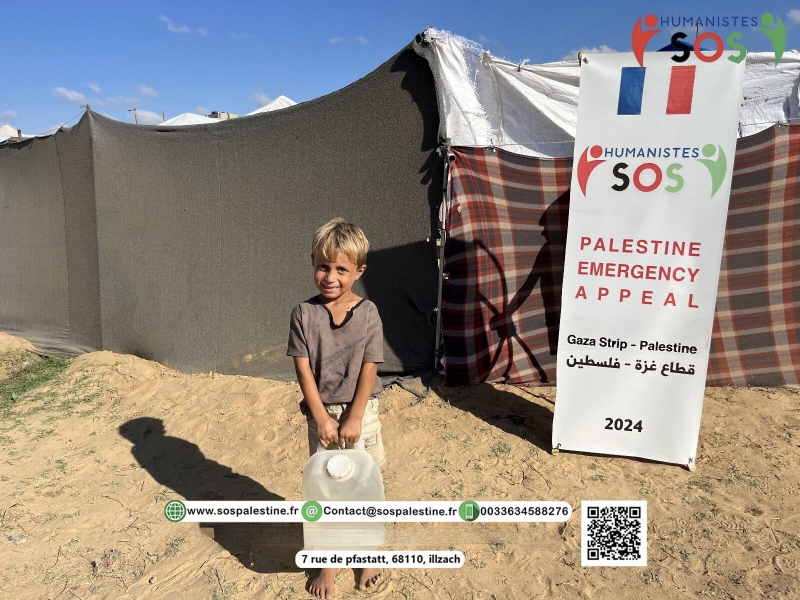 HUMANISTES
SOS
HUMANISTES
SOS
PALESTINE
EMERGENCY
APPEAL
Gaza Strip - Palestine
قطاع غزة - فلسطين
2024
www.sospalestine.fr @ Contact@sospalestine.fr 0033634588276
7 rue de pfastatt, 68110, illzach